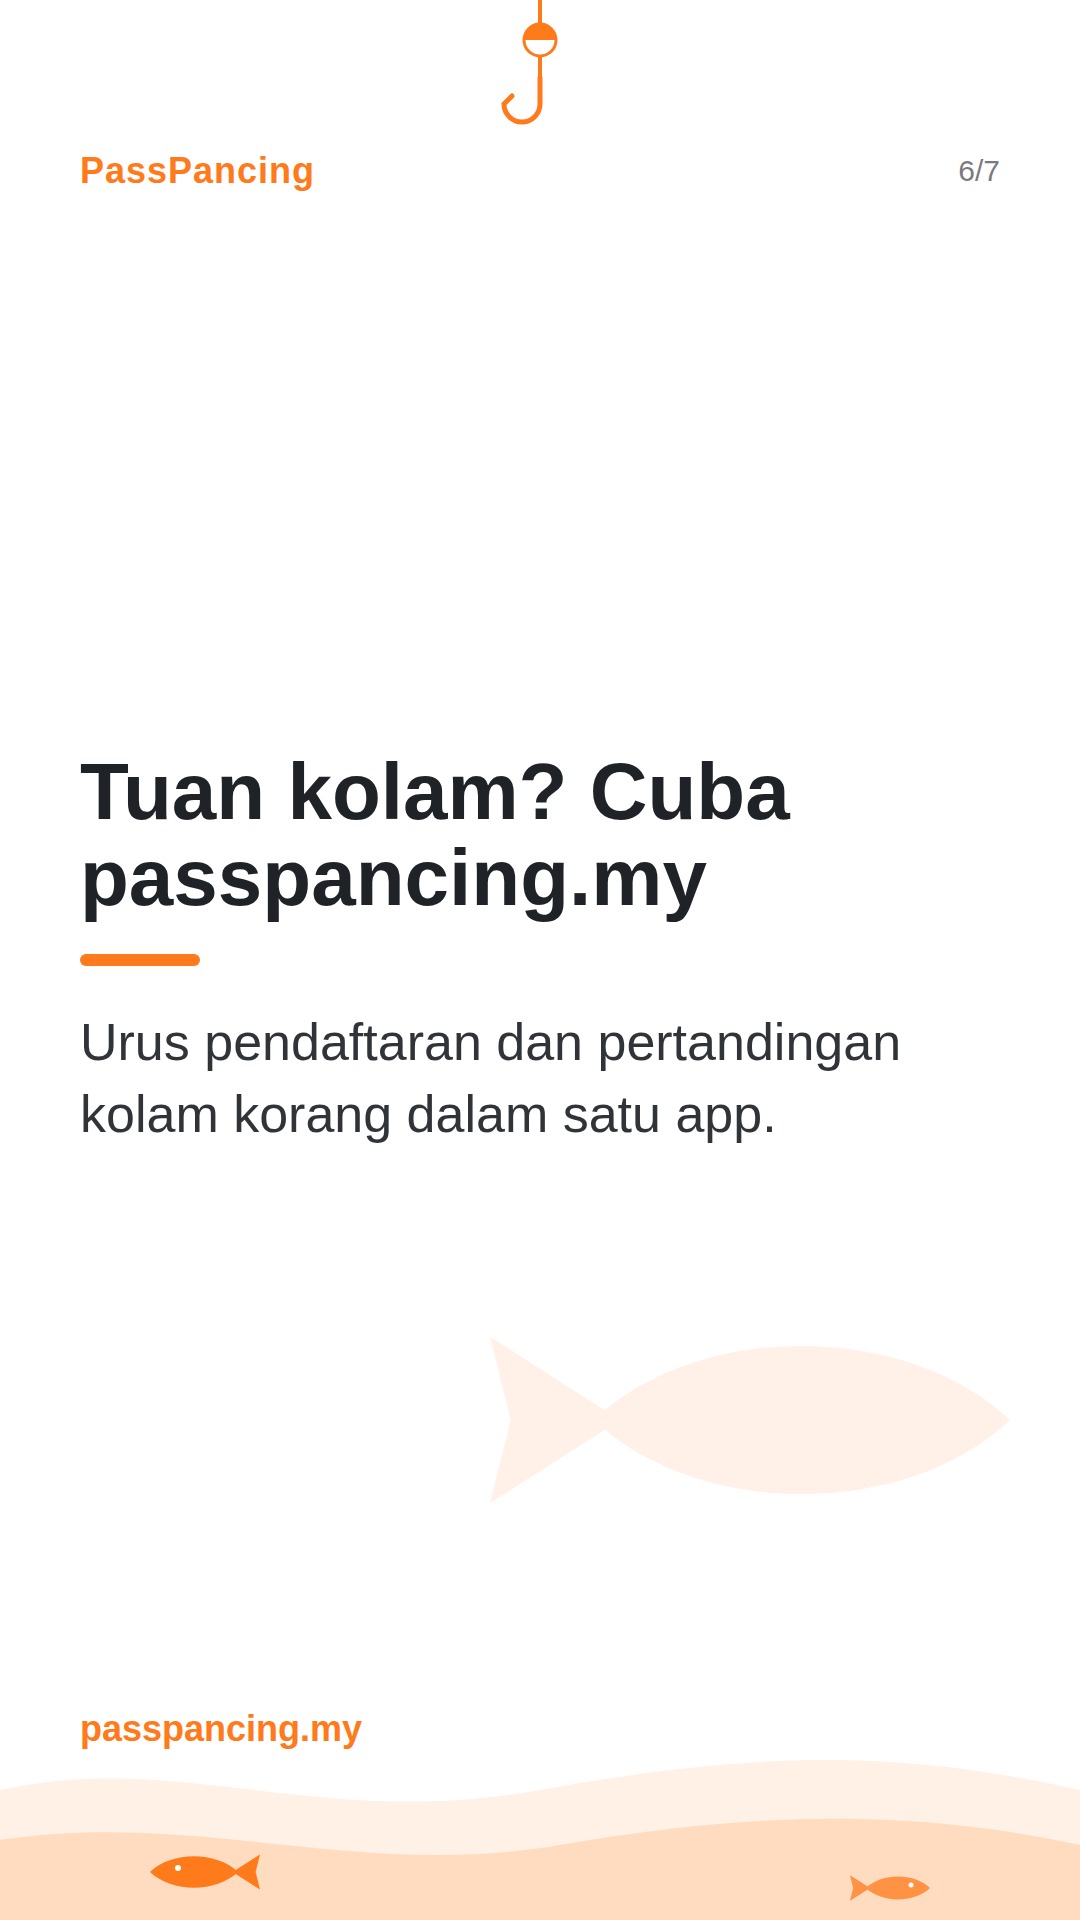 PassPancing
6/7
Tuan kolam? Cuba
passpancing.my
Urus pendaftaran dan pertandingan
kolam korang dalam satu app.
passpancing.my